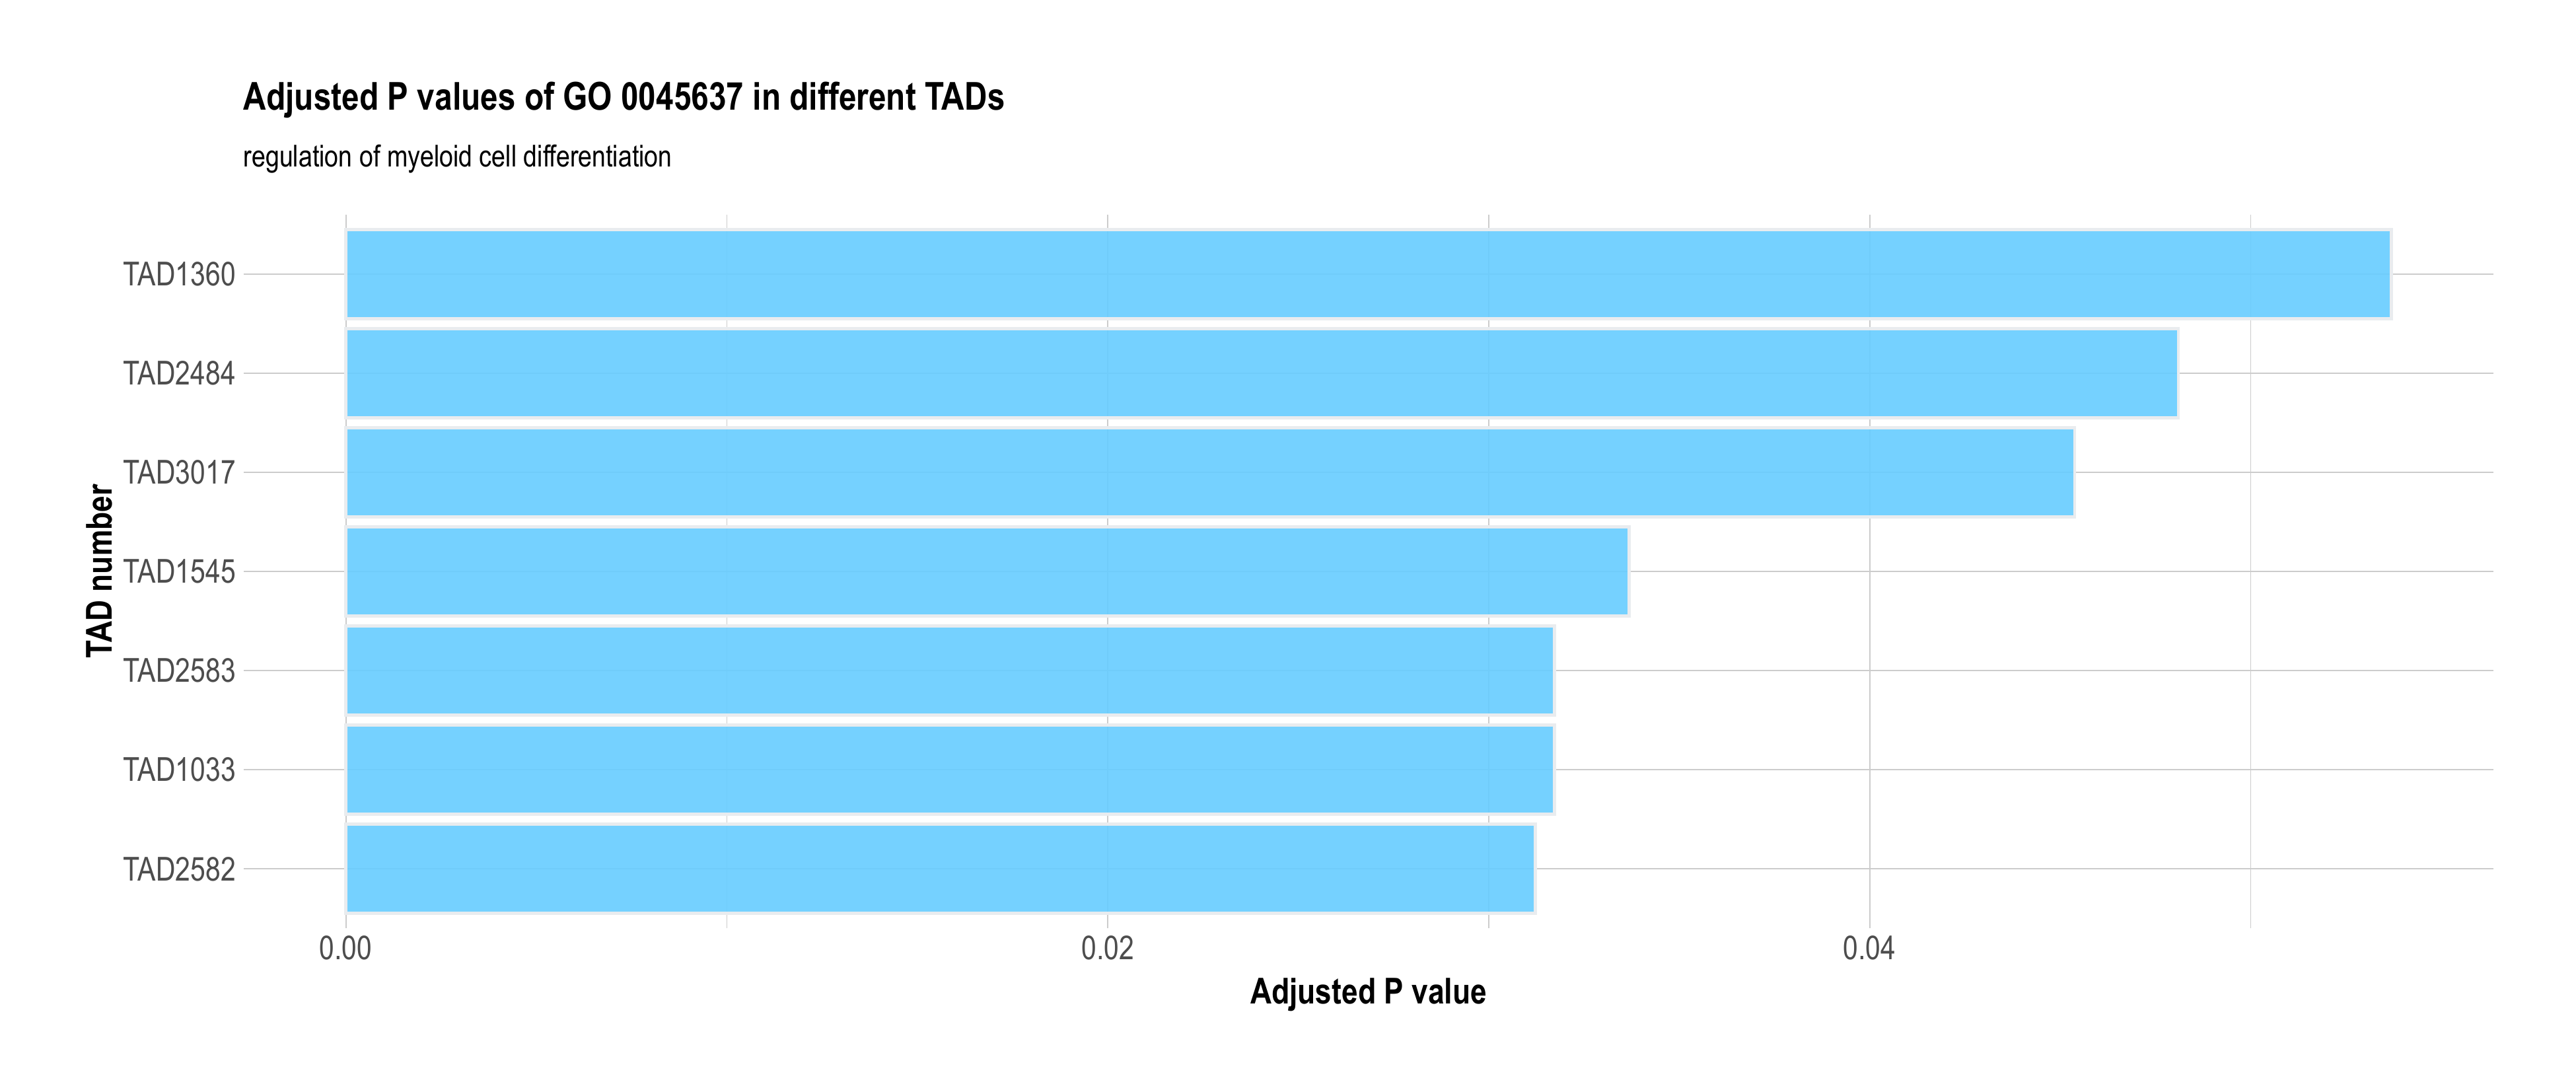 Adjusted P values of GO 0045637 in different TADs
regulation of myeloid cell differentiation
TAD number
TAD1360
TAD2484
TAD3017
TAD1545
TAD2583
TAD1033
TAD2582
0.00 0.02 0.04
Adjusted P value